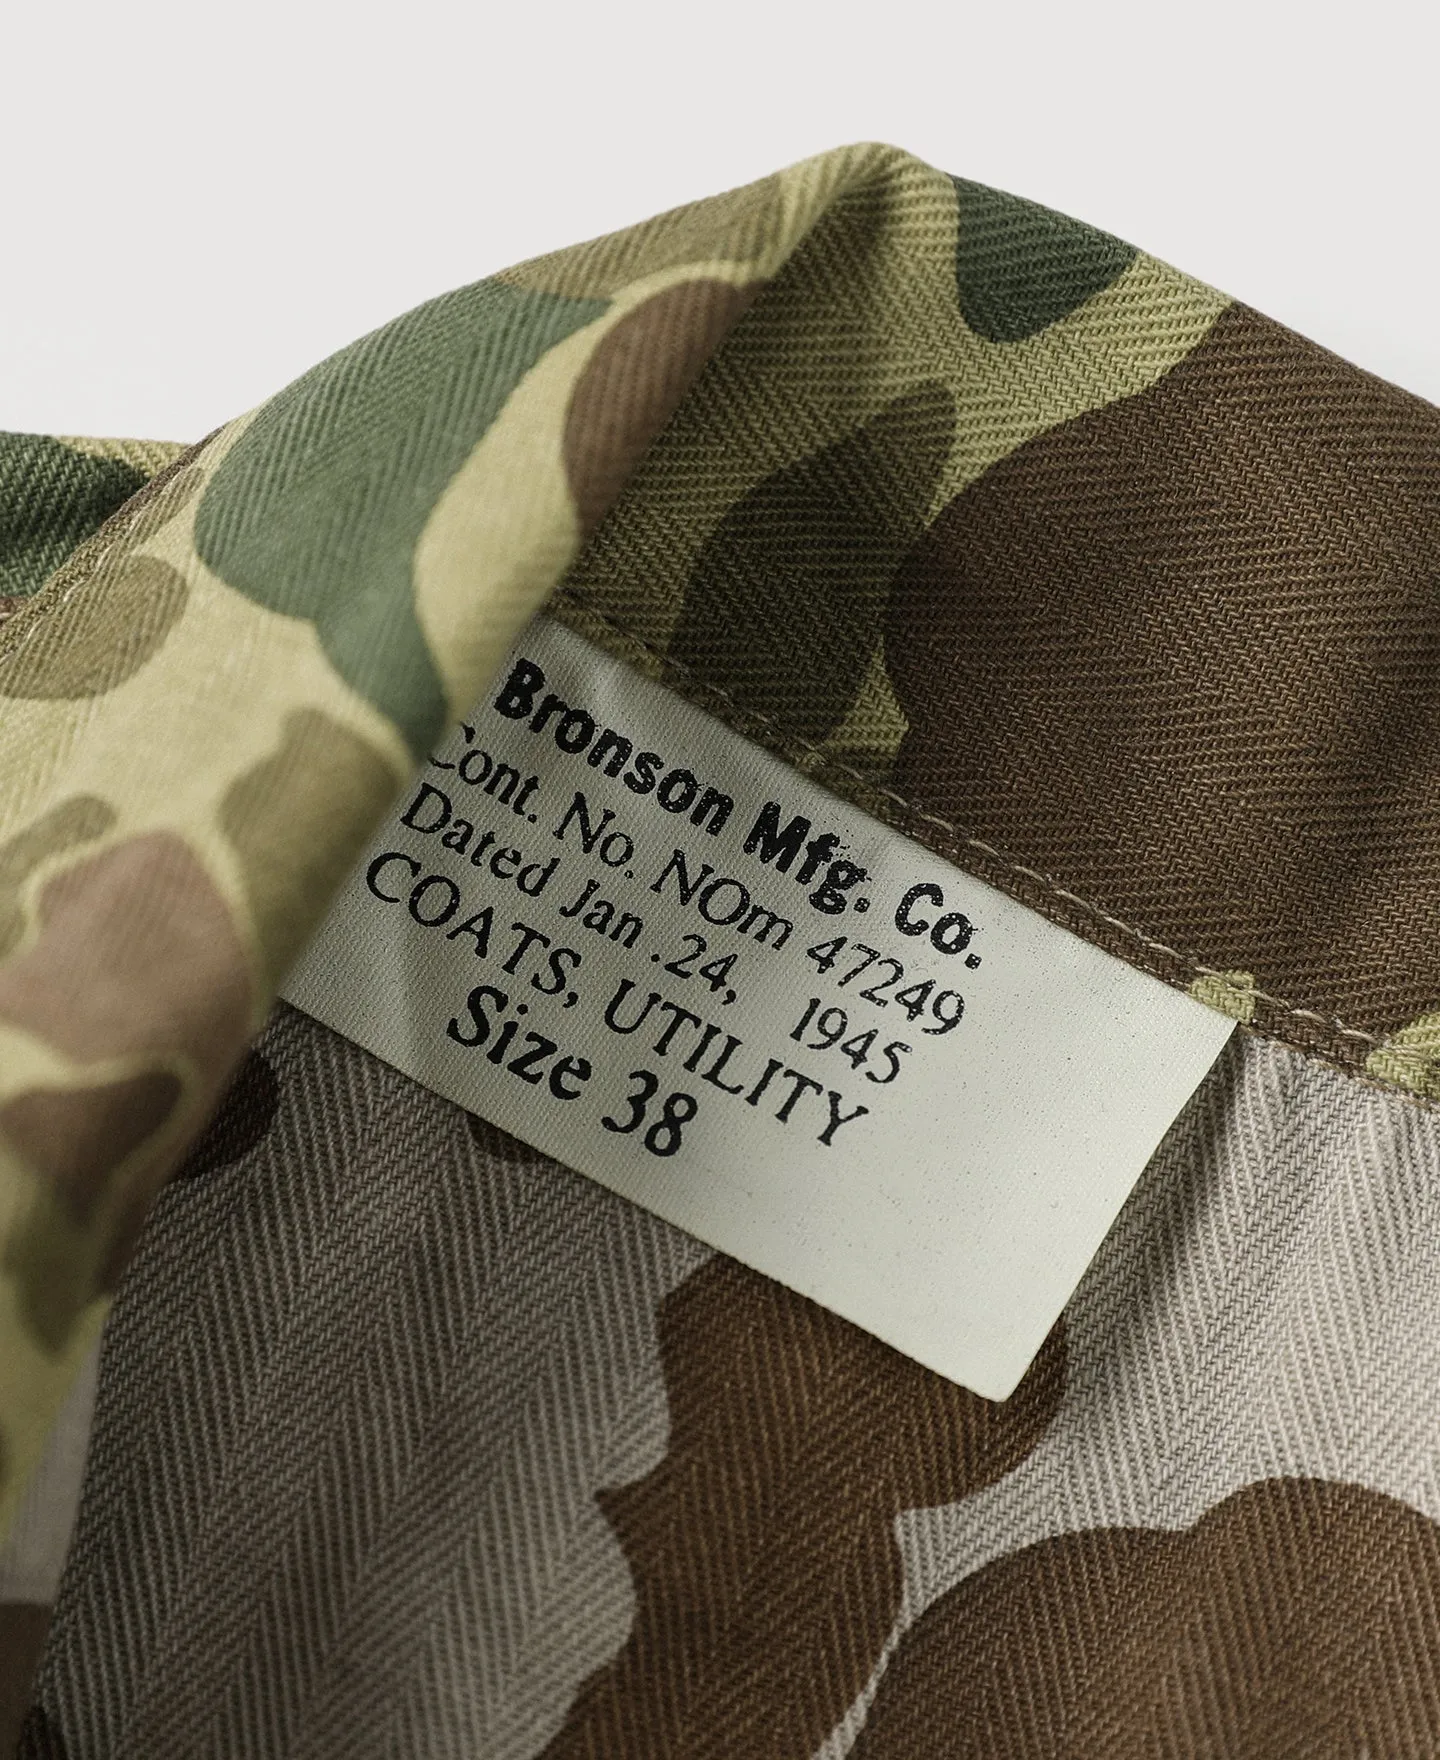 Bronson Mfg. Co.
Cont. No. NOm 47249
Dated Jan .24, 1945
COATS, UTILITY
Size 38